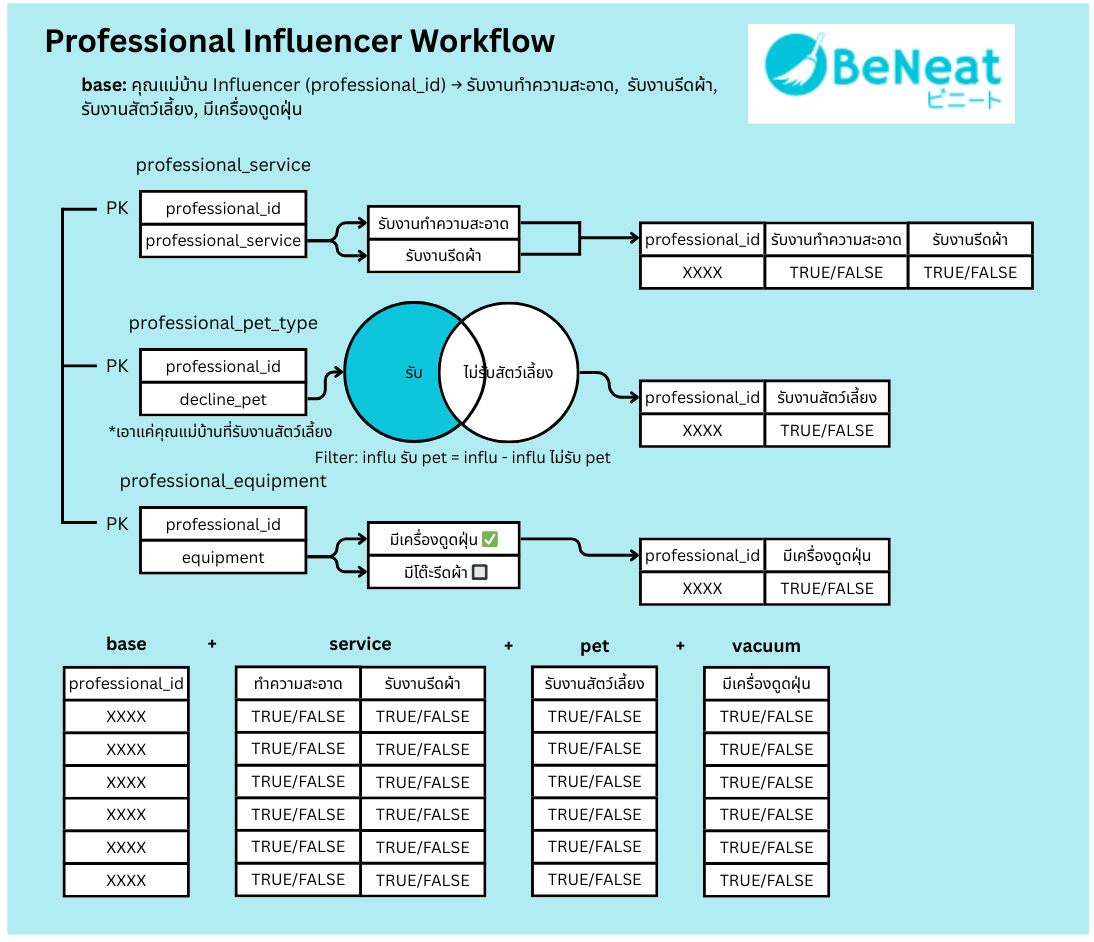 Professional Influencer Workflow
BeNeat
ビニート
base: คุณแม่บ้าน Influencer (professional_id) → รับงานทำความสะอาด, รับงานรีดผ้า,
รับงานสัตว์เลี้ยง, มีเครื่องดูดฝุ่น
professional_service
PK
professional_id
professional_service
รับงานทำความสะอาด
รับงานรีดผ้า
professional_id รับงานทำความสะอาด รับงานรีดผ้า
XXXX TRUE/FALSE TRUE/FALSE
professional_pet_type
PK
professional_id
decline_pet
*เอาแค่คุณแม่บ้านที่รับงานสัตว์เลี้ยง
รับ
ไม่รับสัตว์เลี้ยง
Filter: influ รับ pet = influ - influ ไม่รับ pet
professional_id รับงานสัตว์เลี้ยง
XXXX TRUE/FALSE
professional_equipment
PK
professional_id
equipment
มีเครื่องดูดฝุ่น ✅
มีโต๊ะรีดผ้า 🔲
professional_id มีเครื่องดูดฝุ่น
XXXX TRUE/FALSE
base + service + pet + vacuum
professional_id ทำความสะอาด รับงานรีดผ้า รับงานสัตว์เลี้ยง มีเครื่องดูดฝุ่น
XXXX TRUE/FALSE TRUE/FALSE TRUE/FALSE TRUE/FALSE
XXXX TRUE/FALSE TRUE/FALSE TRUE/FALSE TRUE/FALSE
XXXX TRUE/FALSE TRUE/FALSE TRUE/FALSE TRUE/FALSE
XXXX TRUE/FALSE TRUE/FALSE TRUE/FALSE TRUE/FALSE
XXXX TRUE/FALSE TRUE/FALSE TRUE/FALSE TRUE/FALSE
XXXX TRUE/FALSE TRUE/FALSE TRUE/FALSE TRUE/FALSE